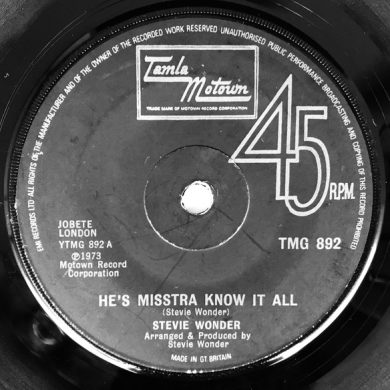 THE MANUFACTURER AND OF THE OWNER OF THE RECORDED WORK RESERVED UNAUTHORISED PUBLIC PERFORMANCE BROADCASTING AND COPYING OF THIS RECORD PROHIBITED
EMI RECORDS LTD ALL RIGHTS OF
Tamla
Motown
TRADE MARK OF MOTOWN RECORD CORPORATION
45
R.P.M.
JOBETE
LONDON
YTMG 892 A
℗1973
Motown Record
Corporation
TMG 892
HE'S MISSTRA KNOW IT ALL
(Stevie Wonder)
STEVIE WONDER
Arranged & Produced by
Stevie Wonder
MADE IN GT BRITAIN